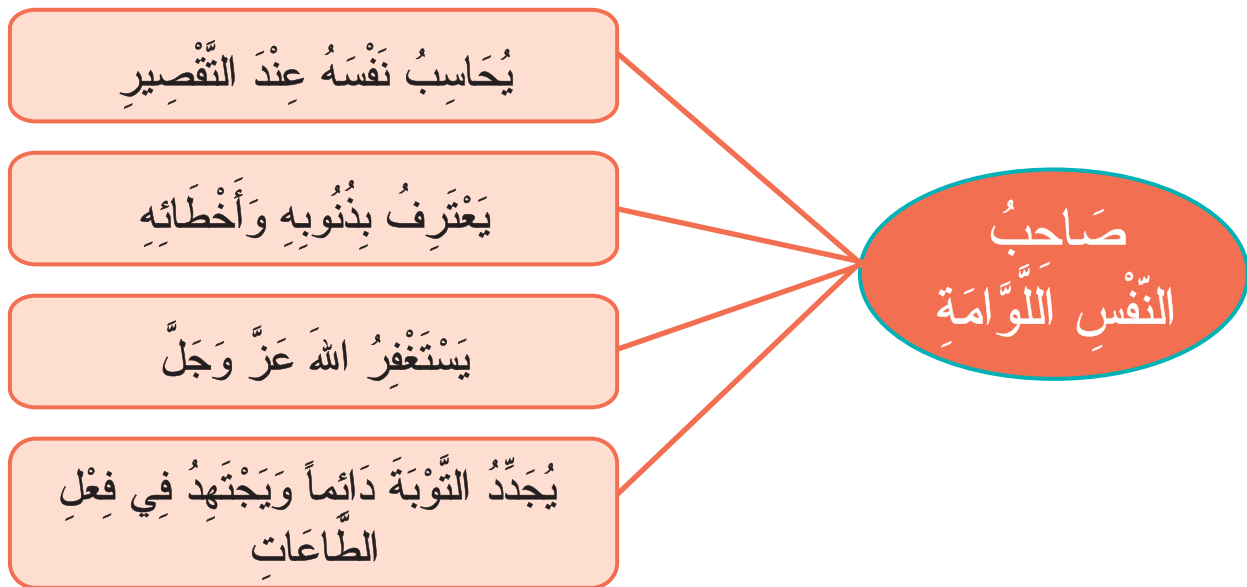 صَاحِبُ
النّفْسِ اللَّوَّامَةِ
يُحَاسِبُ نَفْسَهُ عِنْدَ التَّقْصِيرِ
يَعْتَرِفُ بِذُنُوبِهِ وَأَخْطَائِهِ
يَسْتَغْفِرُ اللهَ عَزَّ وَجَلَّ
يُجَدِّدُ التَّوْبَةَ دَائِماً وَيَجْتَهِدُ فِي فِعْلِ
الطَّاعَاتِ